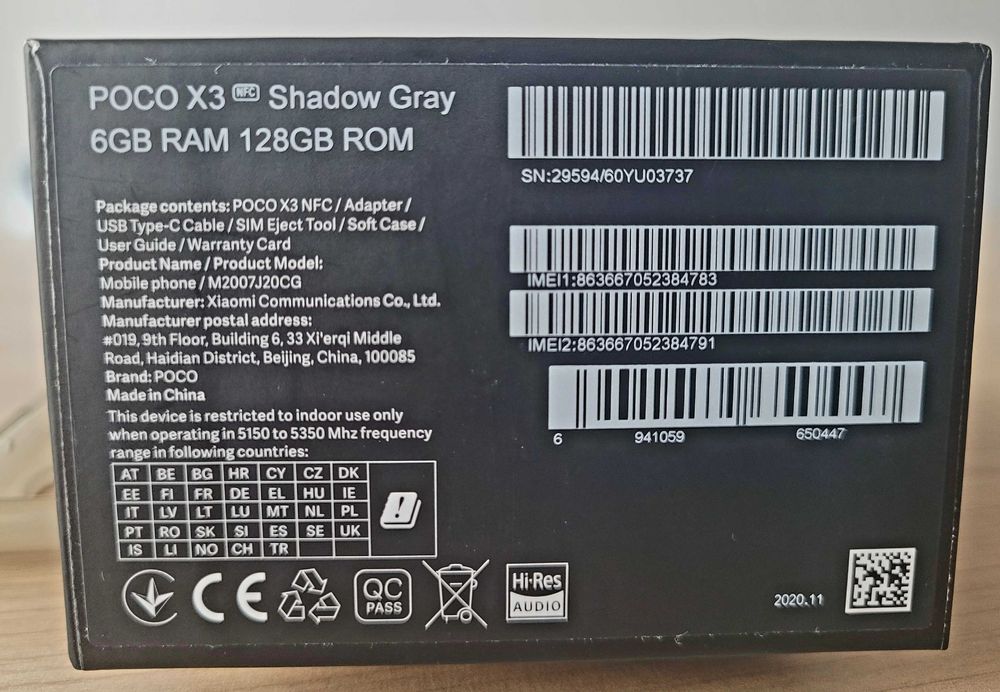 POCO X3 NFC Shadow Gray
6GB RAM 128GB ROM
Package contents: POCO X3 NFC / Adapter /
USB Type-C Cable / SIM Eject Tool / Soft Case /
User Guide / Warranty Card
Product Name / Product Model:
Mobile phone / M2007J20CG
Manufacturer: Xiaomi Communications Co., Ltd.
Manufacturer postal address:
#019, 9th Floor, Building 6, 33 Xi'erqi Middle
Road, Haidian District, Beijing, China, 100085
Brand: POCO
Made in China
This device is restricted to indoor use only
when operating in 5150 to 5350 Mhz frequency
range in following countries:
AT BE BG HR CY CZ DK
EE FI FR DE EL HU IE
IT LV LT LU MT NL PL
PT RO SK SI ES SE UK
IS LI NO CH TR
!
CE
QC
PASS
Hi-Res
AUDIO
SN:29594/60YU03737
IMEI1:863667052384783
IMEI2:863667052384791
6 941059 650447
2020.11